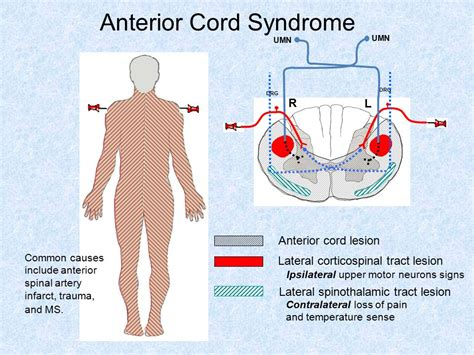 Anterior Cord Syndrome
UMN
UMN
DRG
DRG
R
L
Anterior cord lesion
Lateral corticospinal tract lesion
Ipsilateral upper motor neurons signs
Lateral spinothalamic tract lesion
Contralateral loss of pain
and temperature sense
Common causes
include anterior
spinal artery
infarct, trauma,
and MS.